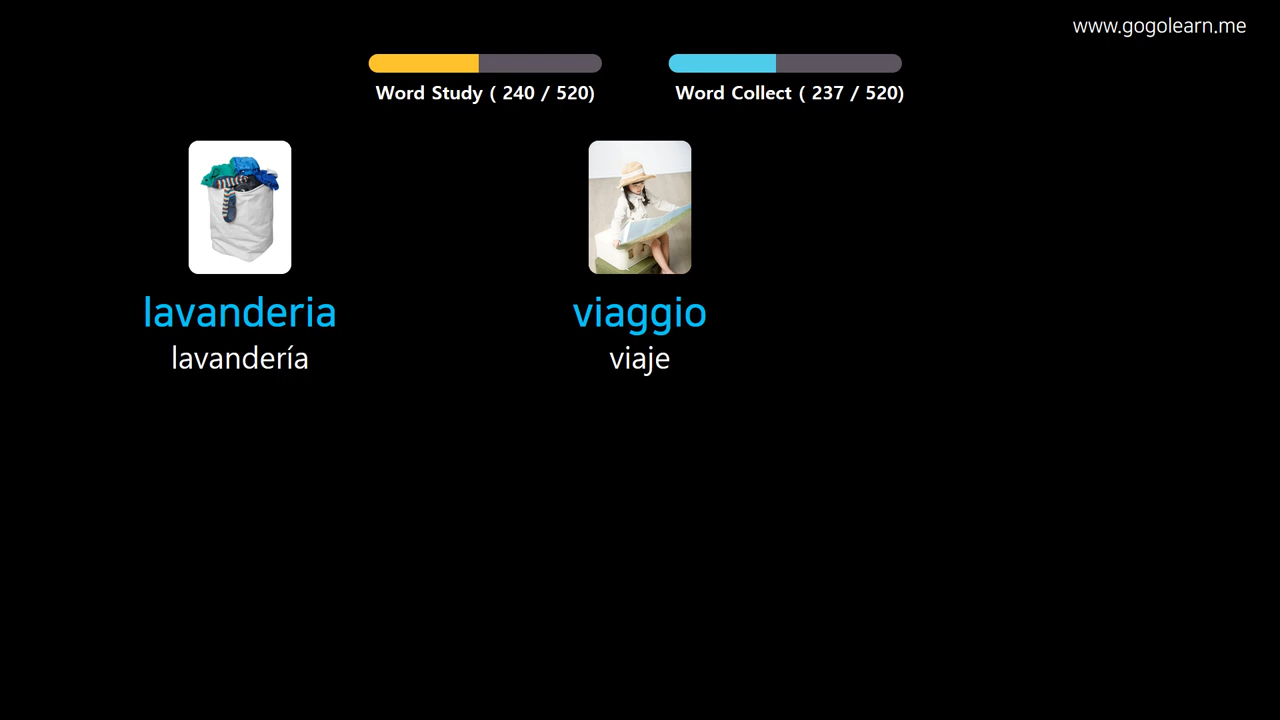 www.gogolearn.me
Word Study ( 240 / 520)
Word Collect ( 237 / 520)
lavanderia
lavandería
viaggio
viaje